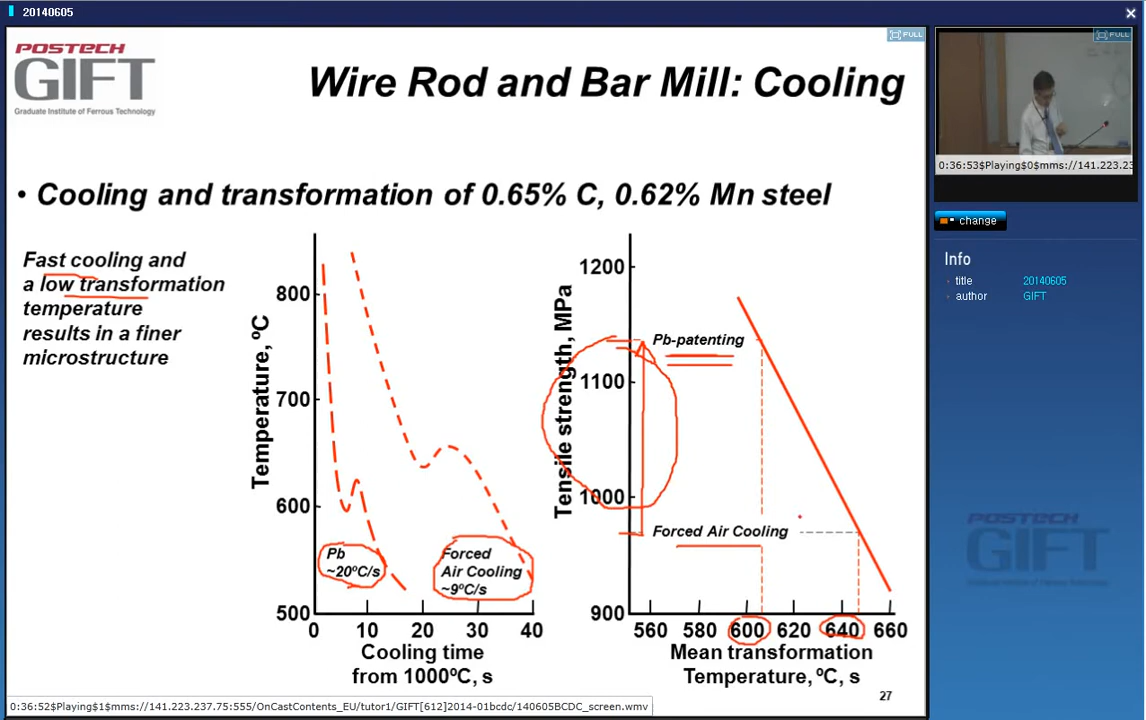 20140605
FULL
POSTECH
GIFT
Graduate Institute of Ferrous Technology
Wire Rod and Bar Mill: Cooling
• Cooling and transformation of 0.65% C, 0.62% Mn steel
Fast cooling and
a low transformation
temperature
results in a finer
microstructure
Temperature, ºC
800
700
600
500
0 10 20 30 40
Cooling time
from 1000ºC, s
Pb
~20ºC/s
Forced
Air Cooling
~9ºC/s
Tensile strength, MPa
1200
1100
1000
900
Pb-patenting
Forced Air Cooling
560 580 600 620 640 660
Mean transformation
Temperature, ºC, s
27
0:36:52$Playing$1$mms://141.223.237.75:555/OnCastContents_EU/tutor1/GIFT[612]2014-01bcdc/140605BCDC_screen.wmv
FULL
0:36:53$Playing$0$mms://141.223.23
change
Info
title 20140605
author GIFT
POSTECH
GIFT
Graduate Institute of Ferrous Technology